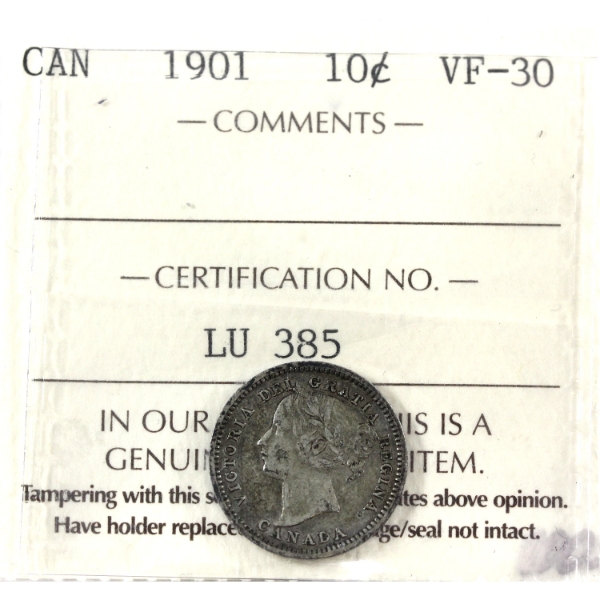 CAN 1901 10¢ VF-30
— COMMENTS —
— CERTIFICATION NO. —
LU 385
IN OUR IS IS A
GENUI ITEM.
Tampering with this s tes above opinion.
Have holder replace ge/seal not intact.
VICTORIA DEI GRATIA REGINA.
CANADA